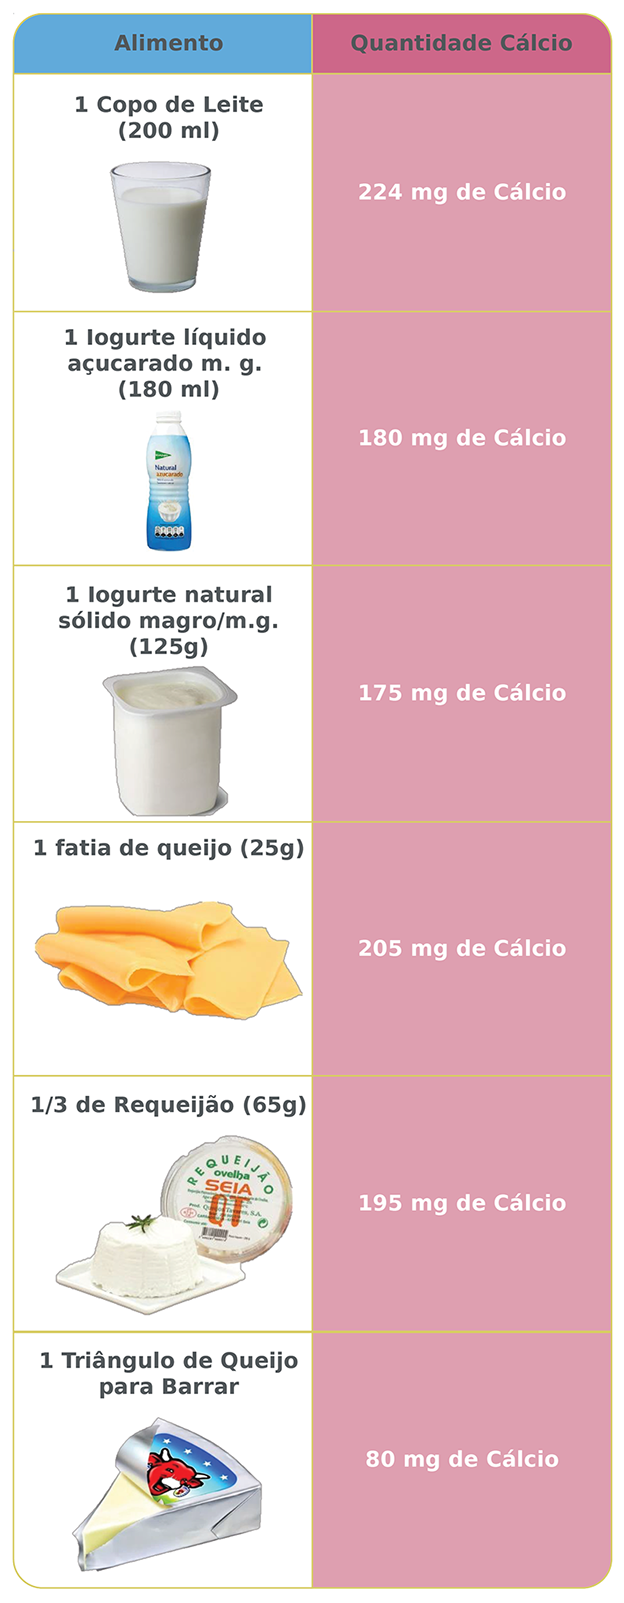 Alimento
Quantidade Cálcio
1 Copo de Leite
(200 ml)
224 mg de Cálcio
1 Iogurte líquido
açucarado m. g.
(180 ml)
Natural
azucarado
180 mg de Cálcio
1 Iogurte natural
sólido magro/m.g.
(125g)
175 mg de Cálcio
1 fatia de queijo (25g)
205 mg de Cálcio
1/3 de Requeijão (65g)
REQUEIJÃO
ovelha
SEIA
QT
195 mg de Cálcio
1 Triângulo de Queijo
para Barrar
80 mg de Cálcio